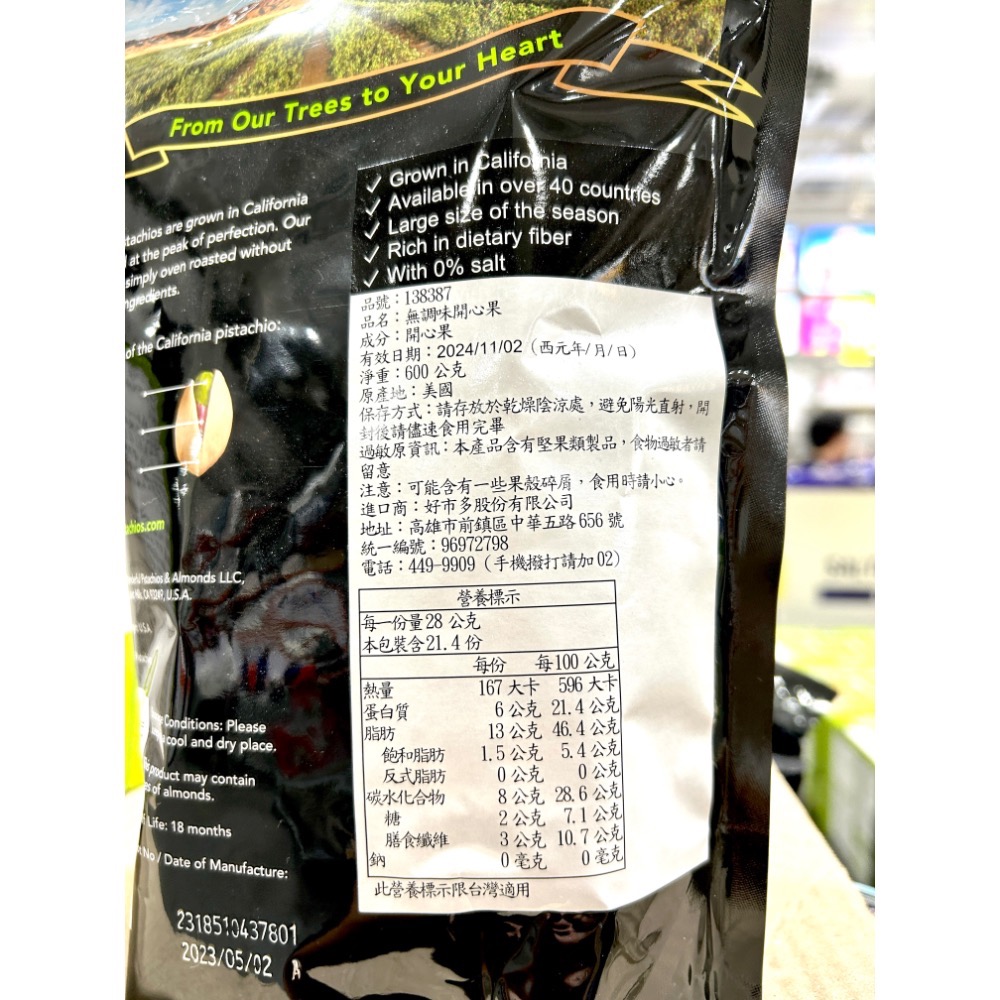 From Our Trees to Your Heart
✓ Grown in California
✓ Available in over 40 countries
✓ Large size of the season
✓ Rich in dietary fiber
✓ With 0% salt
tachios are grown in California
at the peak of perfection. Our
simply oven roasted without
ngredients.
of the California pistachio:
achios.com
Pistachios & Almonds LLC,
U.S.A.
USA
Conditions: Please
cool and dry place.
product may contain
es of almonds.
Life: 18 months
No / Date of Manufacture:
2318510437801
2023/05/02 A
品號：138387
品名：無調味開心果
成分：開心果
有效日期：2024/11/02（西元年/月/日）
淨重：600 公克
原產地：美國
保存方式：請存放於乾燥陰涼處，避免陽光直射，開
封後請儘速食用完畢
過敏原資訊：本產品含有堅果類製品，食物過敏者請
留意
注意：可能含有一些果殼碎屑，食用時請小心。
進口商：好市多股份有限公司
地址：高雄市前鎮區中華五路 656 號
統一編號：96972798
電話：449-9909（手機撥打請加 02）
營養標示
每一份量 28 公克
本包裝含 21.4 份
每份 每 100 公克
熱量 167 大卡 596 大卡
蛋白質 6 公克 21.4 公克
脂肪 13 公克 46.4 公克
飽和脂肪 1.5 公克 5.4 公克
反式脂肪 0 公克 0 公克
碳水化合物 8 公克 28.6 公克
糖 2 公克 7.1 公克
膳食纖維 3 公克 10.7 公克
鈉 0 毫克 0 毫克
此營養標示限台灣適用